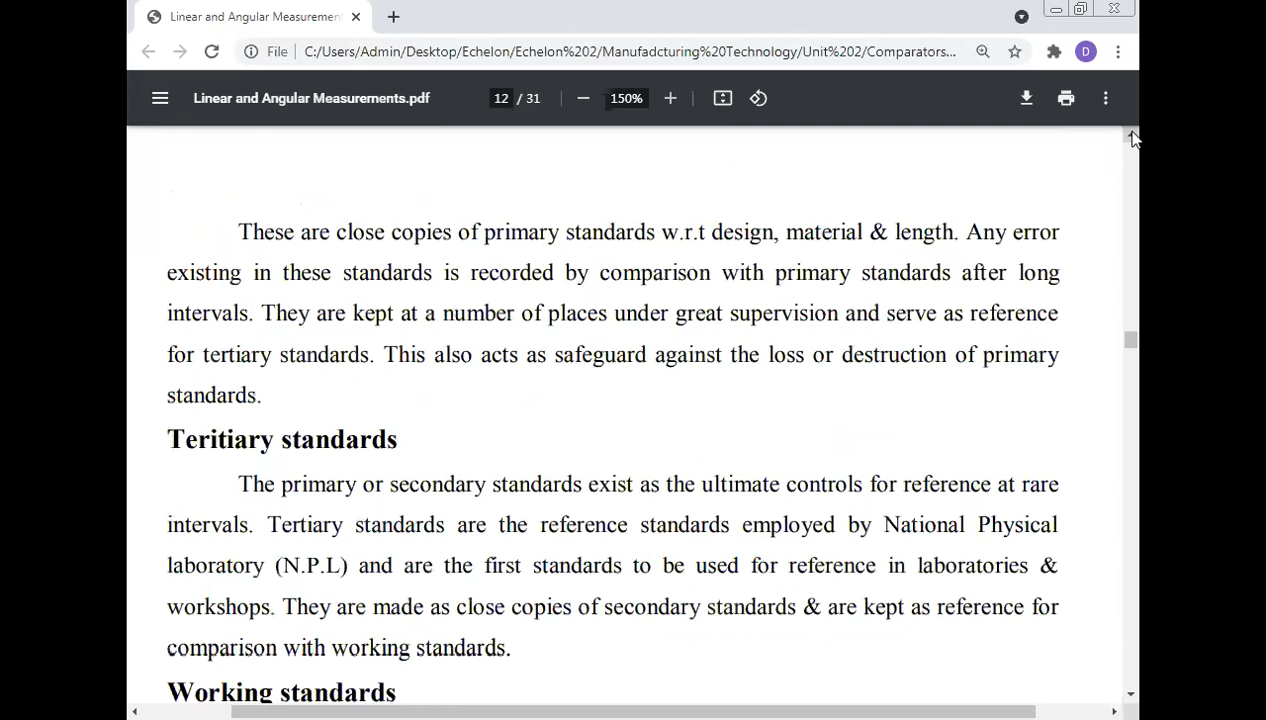 Linear and Angular Measurement
File C:/Users/Admin/Desktop/Echelon/Echelon%202/Manufadcturing%20Technology/Unit%202/Comparators... D
Linear and Angular Measurements.pdf 12 / 31 150%
These are close copies of primary standards w.r.t design, material & length. Any error
existing in these standards is recorded by comparison with primary standards after long
intervals. They are kept at a number of places under great supervision and serve as reference
for tertiary standards. This also acts as safeguard against the loss or destruction of primary
standards.
Teritiary standards
The primary or secondary standards exist as the ultimate controls for reference at rare
intervals. Tertiary standards are the reference standards employed by National Physical
laboratory (N.P.L) and are the first standards to be used for reference in laboratories &
workshops. They are made as close copies of secondary standards & are kept as reference for
comparison with working standards.
Working standards